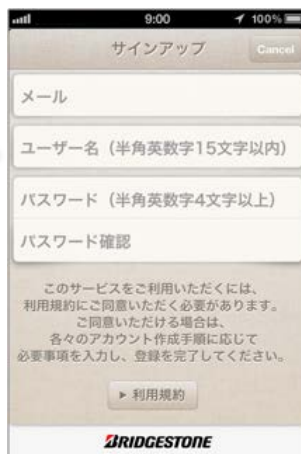 9:00
100%
サインアップ
Cancel
メール
ユーザー名（半角英数字15文字以内）
パスワード（半角英数字4文字以上）
パスワード確認
このサービスをご利用いただくには、
利用規約にご同意いただく必要があります。
ご同意いただける場合は、
各々のアカウント作成手順に応じて
必要事項を入力し、登録を完了してください。
利用規約
BRIDGESTONE